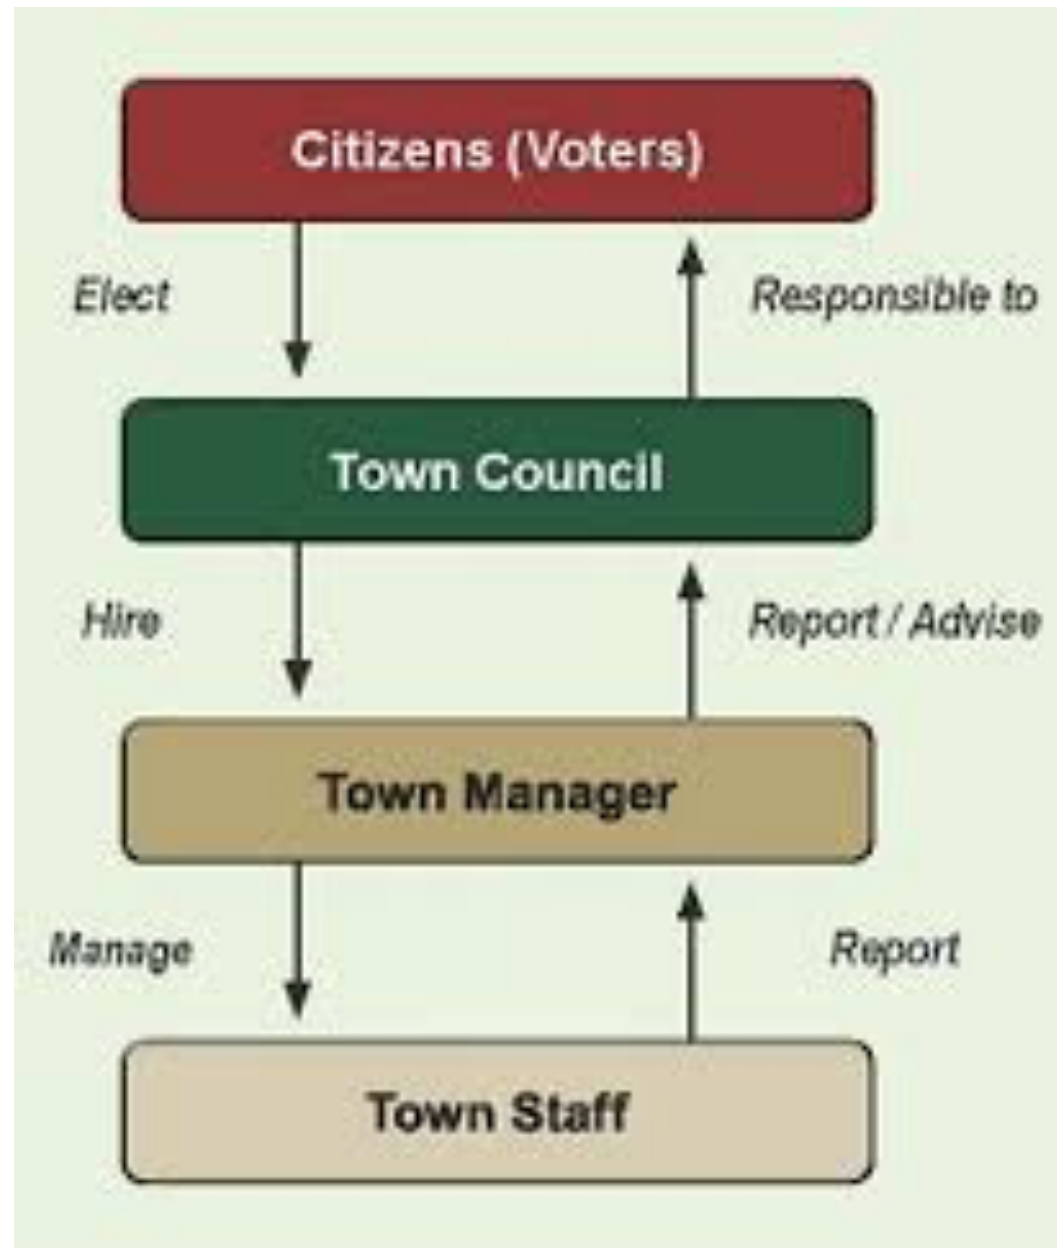 Citizens (Voters)
Elect
Responsible to
Town Council
Hire
Report / Advise
Town Manager
Manage
Report
Town Staff